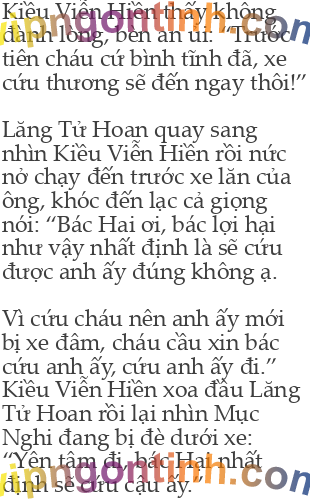 Kiều Viễn Hiền thấy không
đành lòng, bèn an ủi: “Trước
tiên cháu cứ bình tĩnh đã, xe
cứu thương sẽ đến ngay thôi!”
Lăng Tử Hoan quay sang
nhìn Kiều Viễn Hiền rồi nức
nở chạy đến trước xe lăn của
ông, khóc đến lạc cả giọng
nói: “Bác Hai ơi, bác lợi hại
như vậy nhất định là sẽ cứu
được anh ấy đúng không ạ.
Vì cứu cháu nên anh ấy mới
bị xe đâm, cháu cầu xin bác
cứu anh ấy, cứu anh ấy đi.”
Kiều Viễn Hiền xoa đầu Lăng
Tử Hoan rồi lại nhìn Mục
Nghi đang bị đè dưới xe:
“Yên tâm đi, bác Hai nhất
định sẽ cứu cậu ấy.”
vipngontinh.com
vipngontinh.com